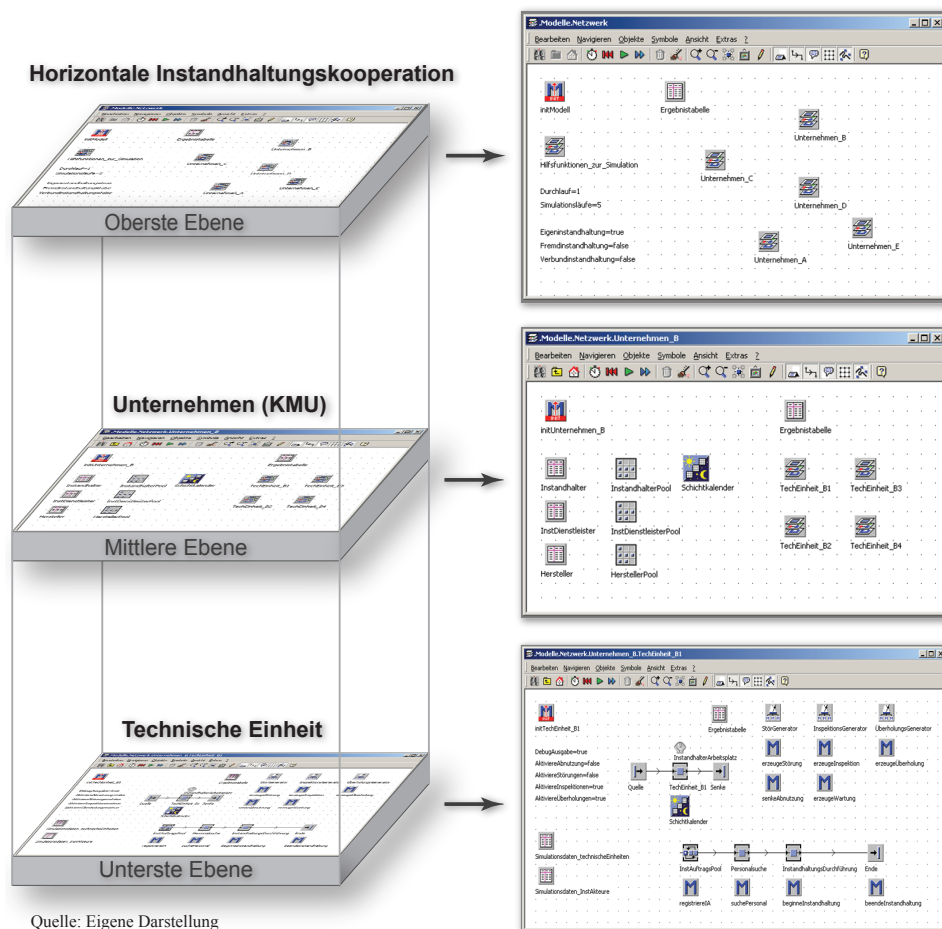 Horizontale Instandhaltungskooperation
Oberste Ebene
.Modelle.Netzwerk
Bearbeiten Navigieren Objekte Symbole Ansicht Extras ?
initModell Ergebnistabelle
Unternehmen_B
Hilfsfunktionen_zur_Simulation
Unternehmen_C
Durchlauf=1
Simulationsläufe=5
Unternehmen_D
Eigeninstandhaltung=true
Fremdinstandhaltung=false
Unternehmen_E
Verbundinstandhaltung=false
Unternehmen_A
Unternehmen (KMU)
Mittlere Ebene
.Modelle.Netzwerk.Unternehmen_B
Bearbeiten Navigieren Objekte Symbole Ansicht Extras ?
initUnternehmen_B Ergebnistabelle
Instandhalter InstandhalterPool Schichtkalender TechEinheit_B1 TechEinheit_B3
InstDienstleister InstDienstleisterPool
TechEinheit_B2 TechEinheit_B4
Hersteller HerstellerPool
Technische Einheit
Unterste Ebene
.Modelle.Netzwerk.Unternehmen_B.TechEinheit_B1
Bearbeiten Navigieren Objekte Symbole Ansicht Extras ?
initTechEinheit_B1 Ergebnistabelle StörGenerator InspektionsGenerator ÜberholungsGenerator
DebugAusgabe=true
AktiviereAbnutzung=false
AktiviereStörungen=false
AktiviereInspektionen=true
AktiviereÜberholungen=true
InstandhalterArbeitsplatz
erzeugeStörung erzeugeInspektion erzeugeÜberholung
Quelle TechEinheit_B1 Senke
senkeAbnutzung erzeugeWartung
Schichtkalender
Simulationsdaten_technischeEinheiten
InstAuftragsPool Personalsuche InstandhaltungsDurchführung Ende
Simulationsdaten_InstAkteure
registriereIA suchePersonal beginneInstandhaltung beendeInstandhaltung
Quelle: Eigene Darstellung